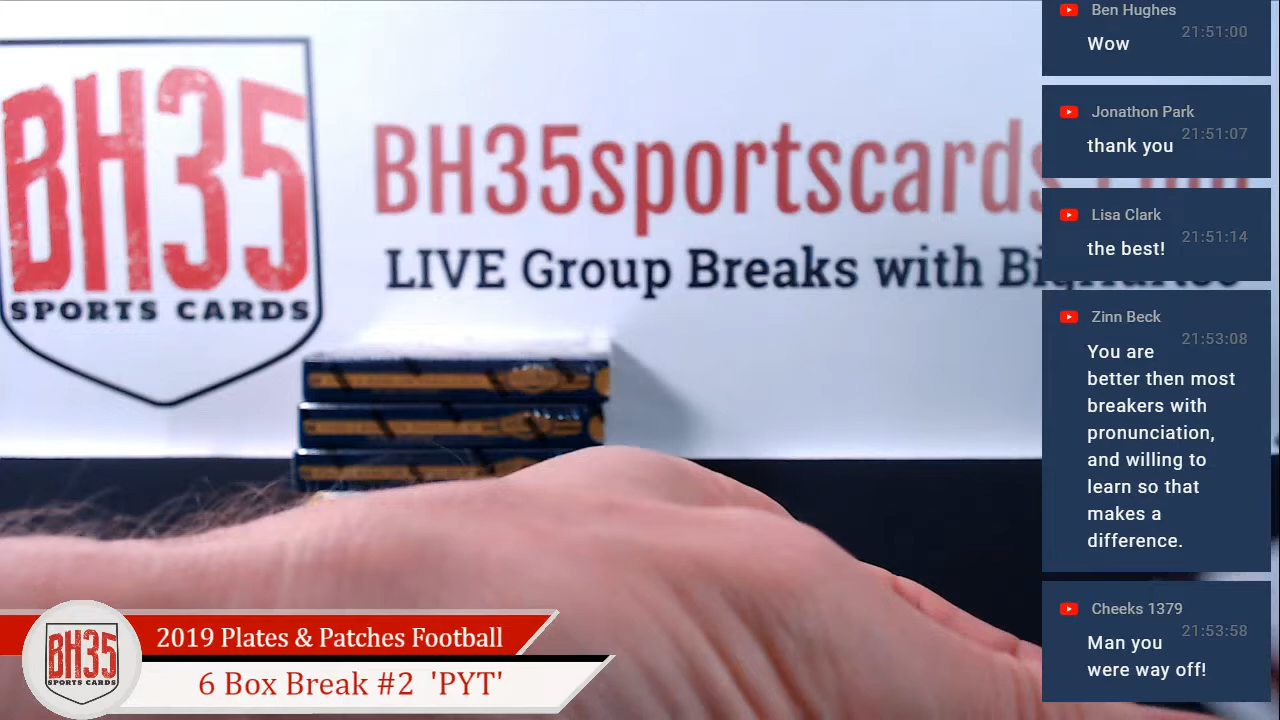 BH35
SPORTS CARDS
BH35sportscards
LIVE Group Breaks with
2019 Plates & Patches Football
6 Box Break #2 'PYT'
BH35
SPORTS CARDS
Ben Hughes
21:51:00
Wow
Jonathon Park
21:51:07
thank you
Lisa Clark
21:51:14
the best!
Zinn Beck
21:53:08
You are
better then most
breakers with
pronunciation,
and willing to
learn so that
makes a
difference.
Cheeks 1379
21:53:58
Man you
were way off!